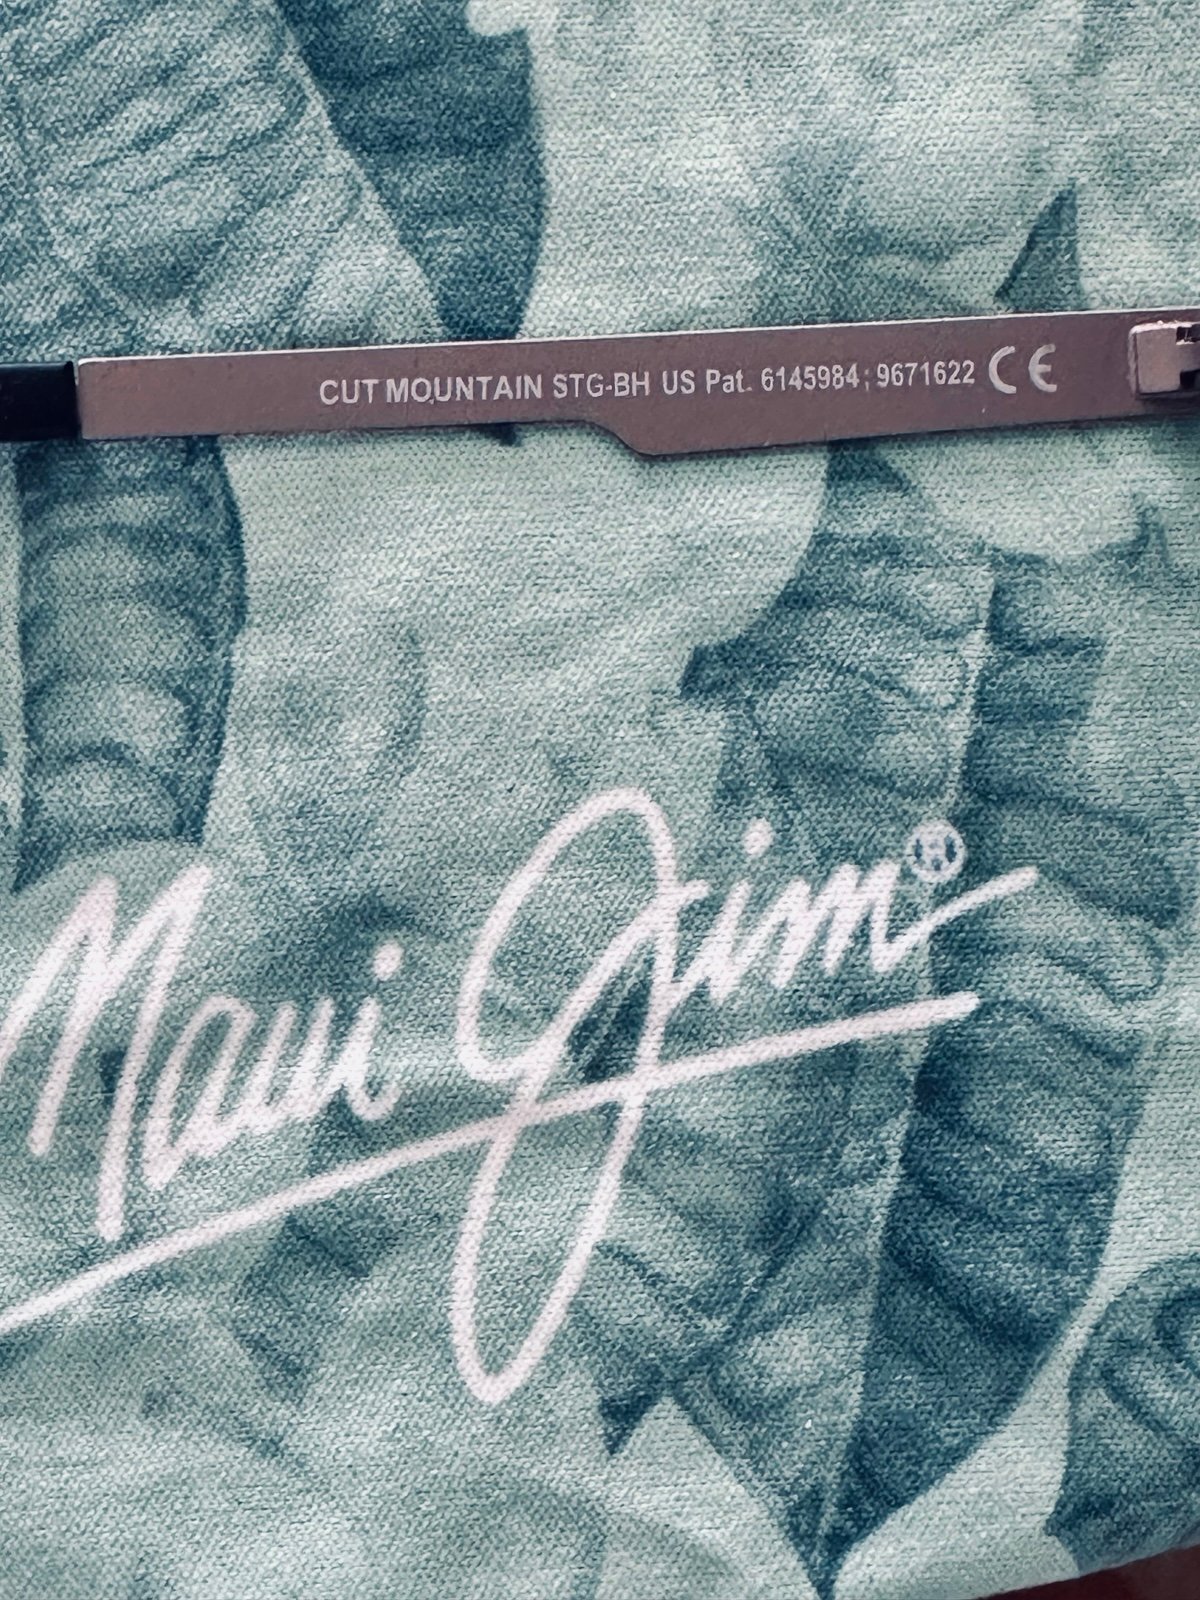 CUT MOUNTAIN STG-BH US Pat. 6145984; 9671622 CE
Maui Jim®